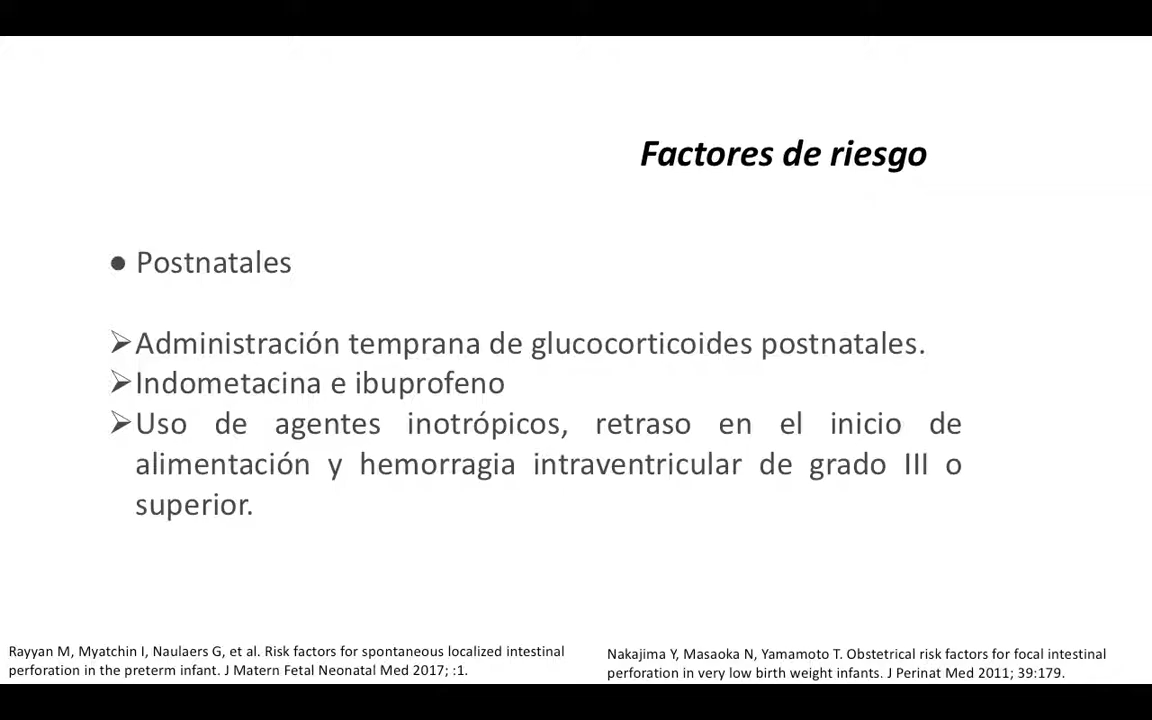 Factores de riesgo
● Postnatales
➢Administración temprana de glucocorticoides postnatales.
➢Indometacina e ibuprofeno
➢Uso de agentes inotrópicos, retraso en el inicio de
alimentación y hemorragia intraventricular de grado III o
superior.
Rayyan M, Myatchin I, Naulaers G, et al. Risk factors for spontaneous localized intestinal
perforation in the preterm infant. J Matern Fetal Neonatal Med 2017; :1.
Nakajima Y, Masaoka N, Yamamoto T. Obstetrical risk factors for focal intestinal
perforation in very low birth weight infants. J Perinat Med 2011; 39:179.